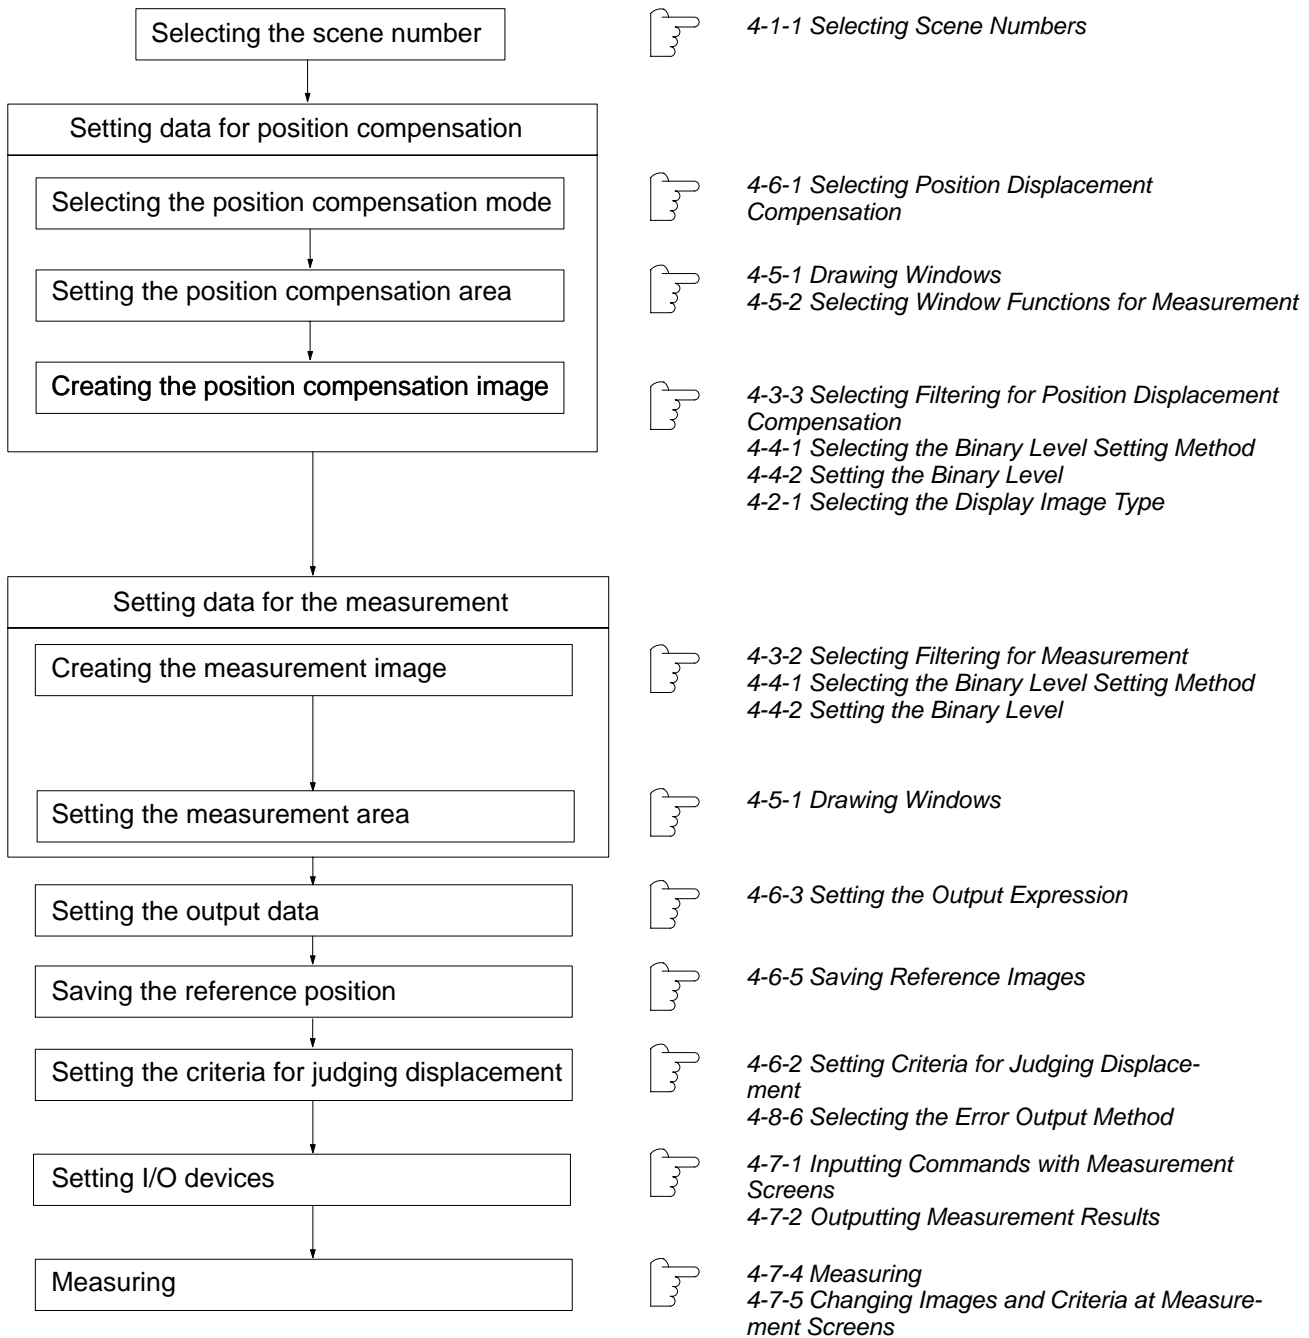 Selecting the scene number
4-1-1 Selecting Scene Numbers
Setting data for position compensation
Selecting the position compensation mode
4-6-1 Selecting Position Displacement
Compensation
Setting the position compensation area
4-5-1 Drawing Windows
4-5-2 Selecting Window Functions for Measurement
Creating the position compensation image
4-3-3 Selecting Filtering for Position Displacement
Compensation
4-4-1 Selecting the Binary Level Setting Method
4-4-2 Setting the Binary Level
4-2-1 Selecting the Display Image Type
Setting data for the measurement
Creating the measurement image
4-3-2 Selecting Filtering for Measurement
4-4-1 Selecting the Binary Level Setting Method
4-4-2 Setting the Binary Level
Setting the measurement area
4-5-1 Drawing Windows
Setting the output data
4-6-3 Setting the Output Expression
Saving the reference position
4-6-5 Saving Reference Images
Setting the criteria for judging displacement
4-6-2 Setting Criteria for Judging Displace-
ment
4-8-6 Selecting the Error Output Method
Setting I/O devices
4-7-1 Inputting Commands with Measurement
Screens
4-7-2 Outputting Measurement Results
Measuring
4-7-4 Measuring
4-7-5 Changing Images and Criteria at Measure-
ment Screens